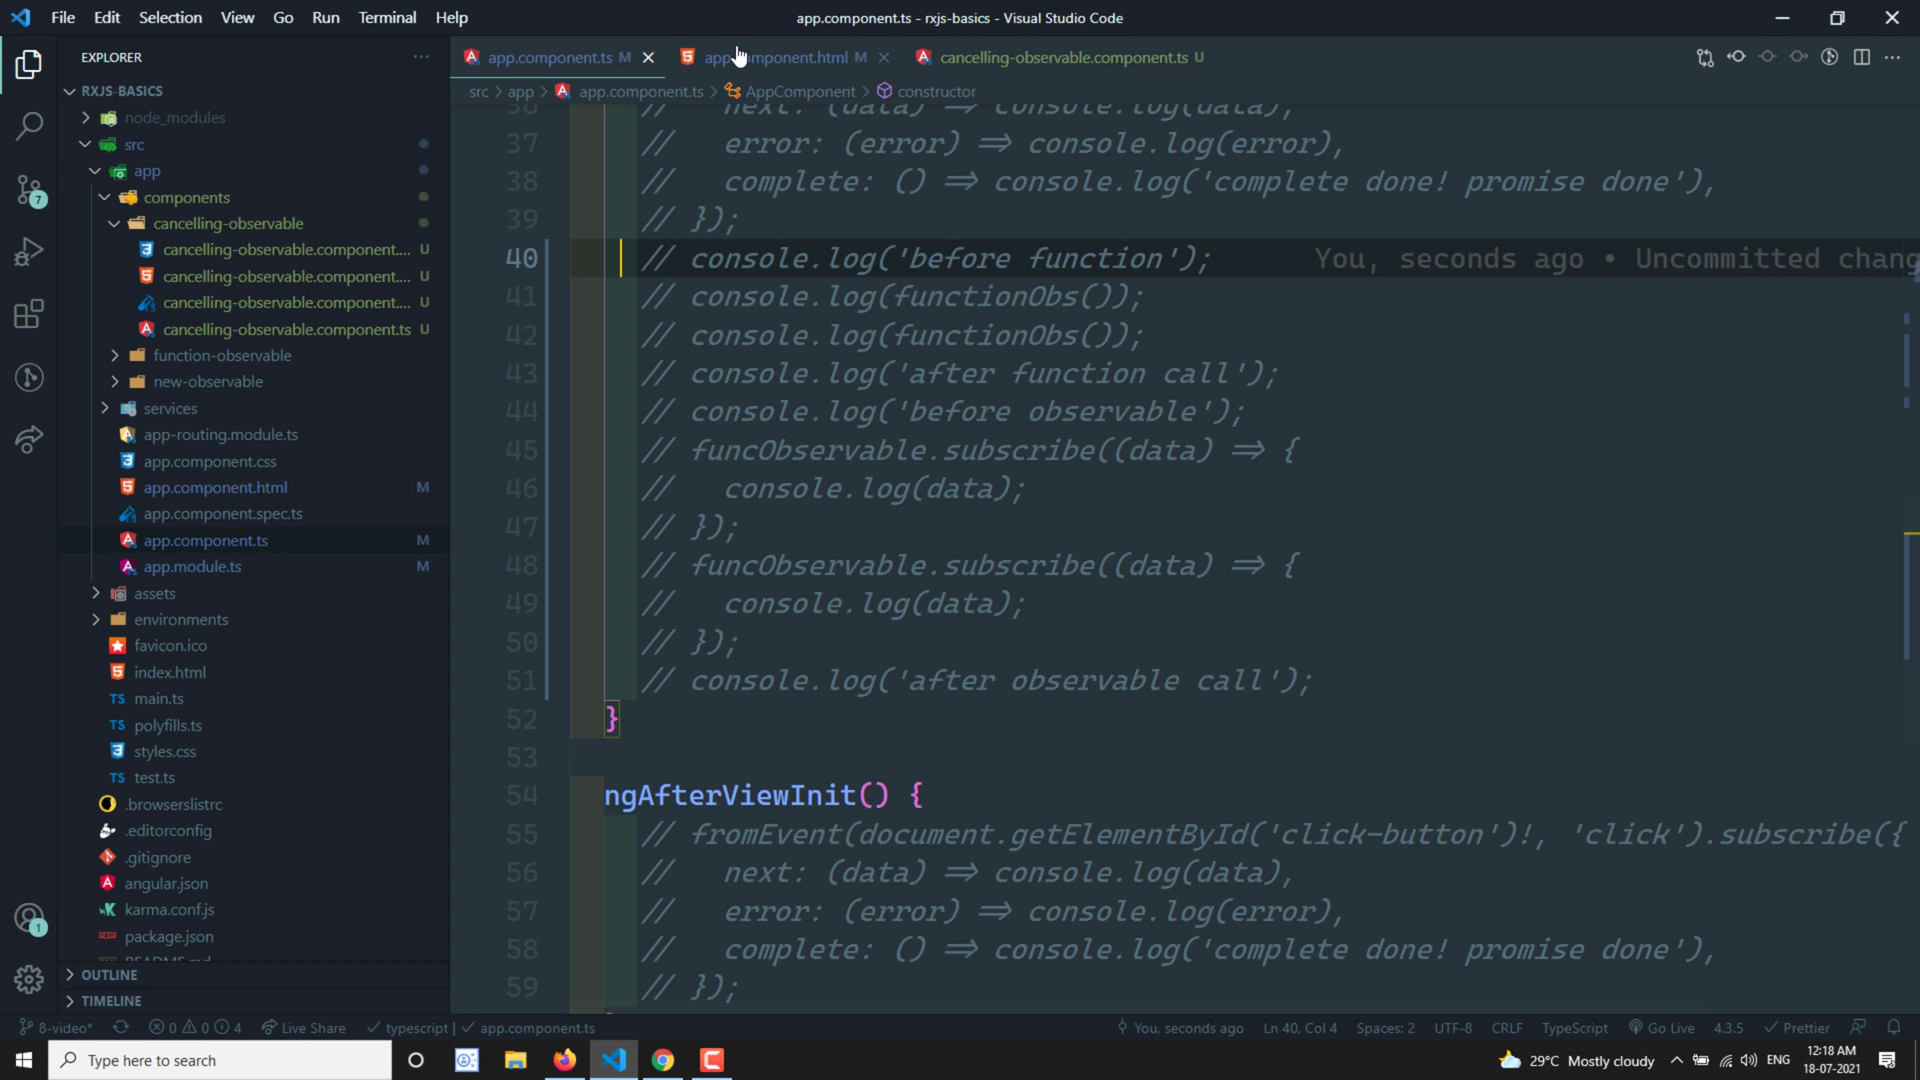 File Edit Selection View Go Run Terminal Help
app.component.ts - rxjs-basics - Visual Studio Code
EXPLORER
RXJS-BASICS
node_modules
src
app
components
cancelling-observable
cancelling-observable.component.... U
cancelling-observable.component.... U
cancelling-observable.component.... U
cancelling-observable.component.ts U
function-observable
new-observable
services
app-routing.module.ts
app.component.css
app.component.html M
app.component.spec.ts
app.component.ts M
app.module.ts M
assets
environments
favicon.ico
index.html
TS main.ts
TS polyfills.ts
styles.css
TS test.ts
.browserslistrc
.editorconfig
.gitignore
angular.json
karma.conf.js
package.json
OUTLINE
TIMELINE
7
1
app.component.ts M
component.html M
cancelling-observable.component.ts U
src > app > app.component.ts > AppComponent > constructor
36 // next: (data) => console.log(data),
37 // error: (error) => console.log(error),
38 // complete: () => console.log('complete done! promise done'),
39 // });
40 // console.log('before function'); You, seconds ago • Uncommitted chang
41 // console.log(functionObs());
42 // console.log(functionObs());
43 // console.log('after function call');
44 // console.log('before observable');
45 // funcObservable.subscribe((data) => {
46 // console.log(data);
47 // });
48 // funcObservable.subscribe((data) => {
49 // console.log(data);
50 // });
51 // console.log('after observable call');
52 }
53
54 ngAfterViewInit() {
55 // fromEvent(document.getElementById('click-button')!, 'click').subscribe({
56 // next: (data) => console.log(data),
57 // error: (error) => console.log(error),
58 // complete: () => console.log('complete done! promise done'),
59 // });
8-video* 0 0 4 Live Share typescript | app.component.ts
You, seconds ago Ln 40, Col 4 Spaces: 2 UTF-8 CRLF TypeScript Go Live 4.3.5 Prettier
Type here to search
29°C Mostly cloudy ENG
12:18 AM
18-07-2021